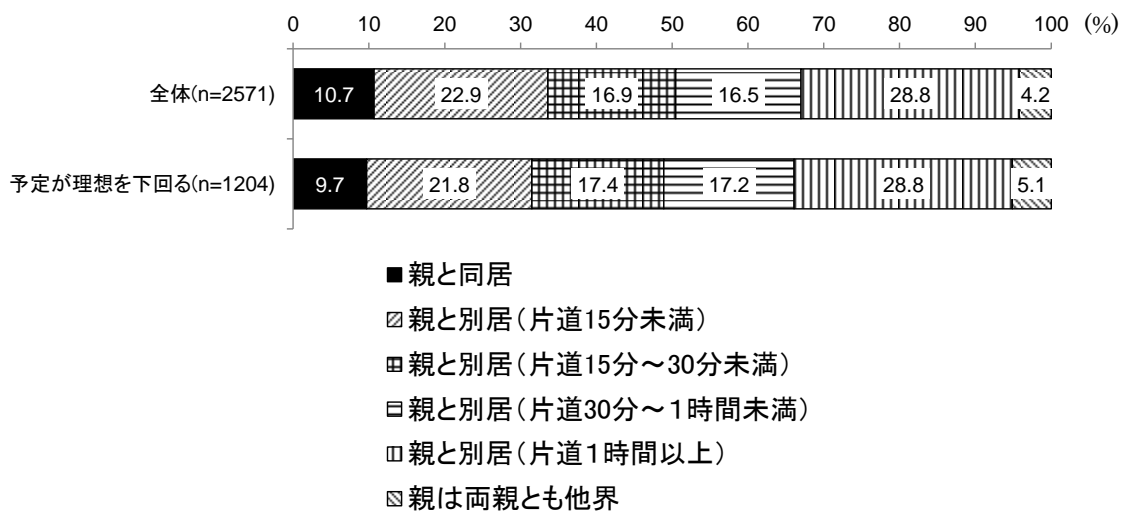 0 10 20 30 40 50 60 70 80 90 100 (%)
全体(n=2571) 10.7 22.9 16.9 16.5 28.8 4.2
予定が理想を下回る(n=1204) 9.7 21.8 17.4 17.2 28.8 5.1
親と同居
親と別居(片道15分未満)
親と別居(片道15分～30分未満)
親と別居(片道30分～１時間未満)
親と別居(片道１時間以上)
親は両親とも他界